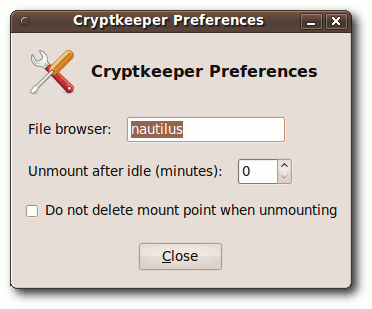 Cryptkeeper Preferences
Cryptkeeper Preferences
File browser: nautilus
Unmount after idle (minutes): 0
Do not delete mount point when unmounting
Close